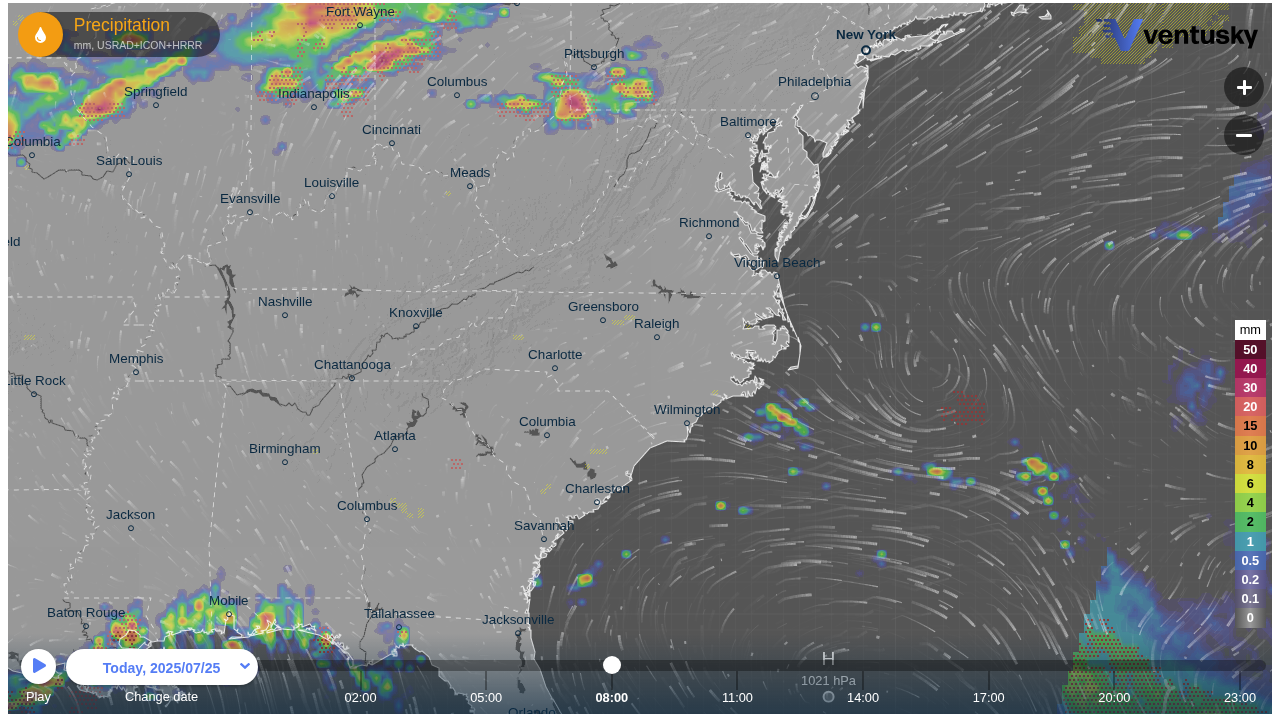 Fort Wayne
Precipitation
mm, USRAD+ICON+HRRR
New York
ventusky
Pittsburgh
Springfield
Indianapolis
Columbus
Philadelphia
+
Baltimore
Cincinnati
−
Columbia
Saint Louis
Meads
Louisville
Evansville
Richmond
eld
Virginia Beach
Nashville
Greensboro
Knoxville
Raleigh
mm
50
Memphis
Charlotte
Chattanooga
40
Little Rock
30
20
Wilmington
Columbia
15
Atlanta
Birmingham
10
8
6
Charleston
4
Columbus
Jackson
2
Savannah
1
0.5
0.2
Mobile
0.1
Baton Rouge
Tallahassee
Jacksonville
0
H
Today, 2025/07/25
1021 hPa
Play
Change date
02:00
05:00
08:00
11:00
14:00
17:00
20:00
23:00
Orlando